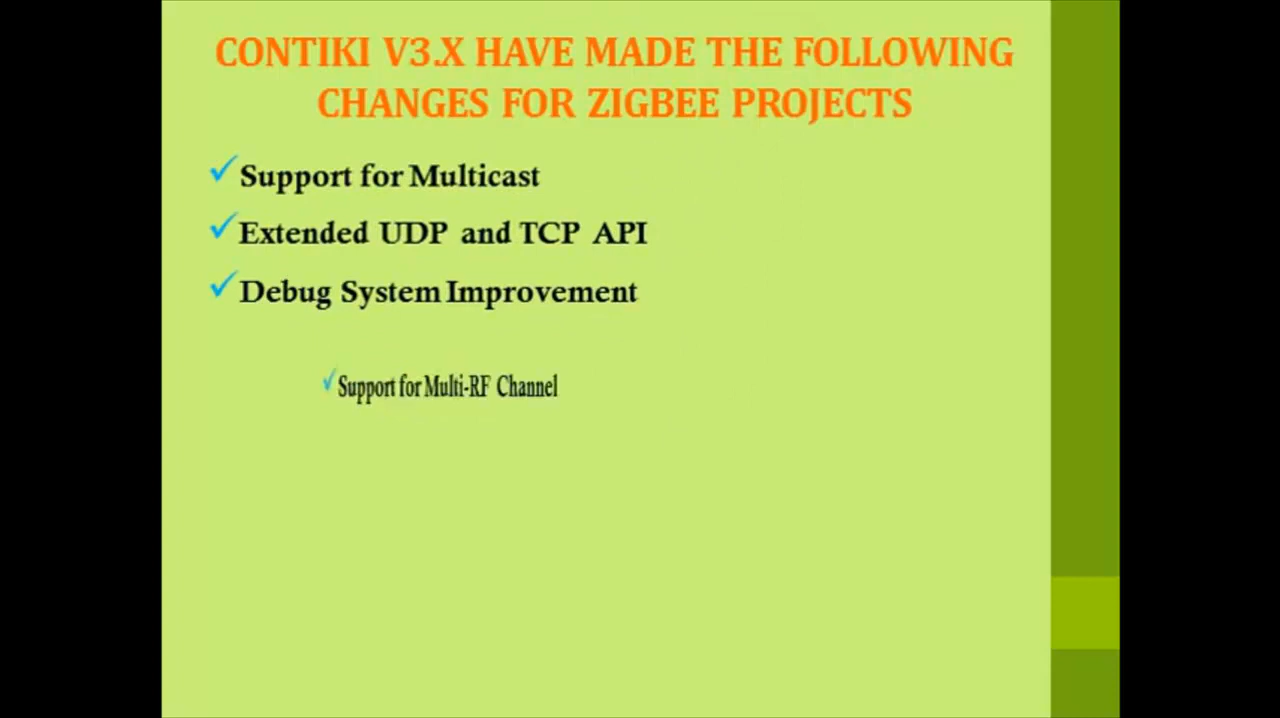 CONTIKI V3.X HAVE MADE THE FOLLOWING
CHANGES FOR ZIGBEE PROJECTS
✓Support for Multicast
✓Extended UDP and TCP API
✓Debug System Improvement
✓Support for Multi-RF Channel